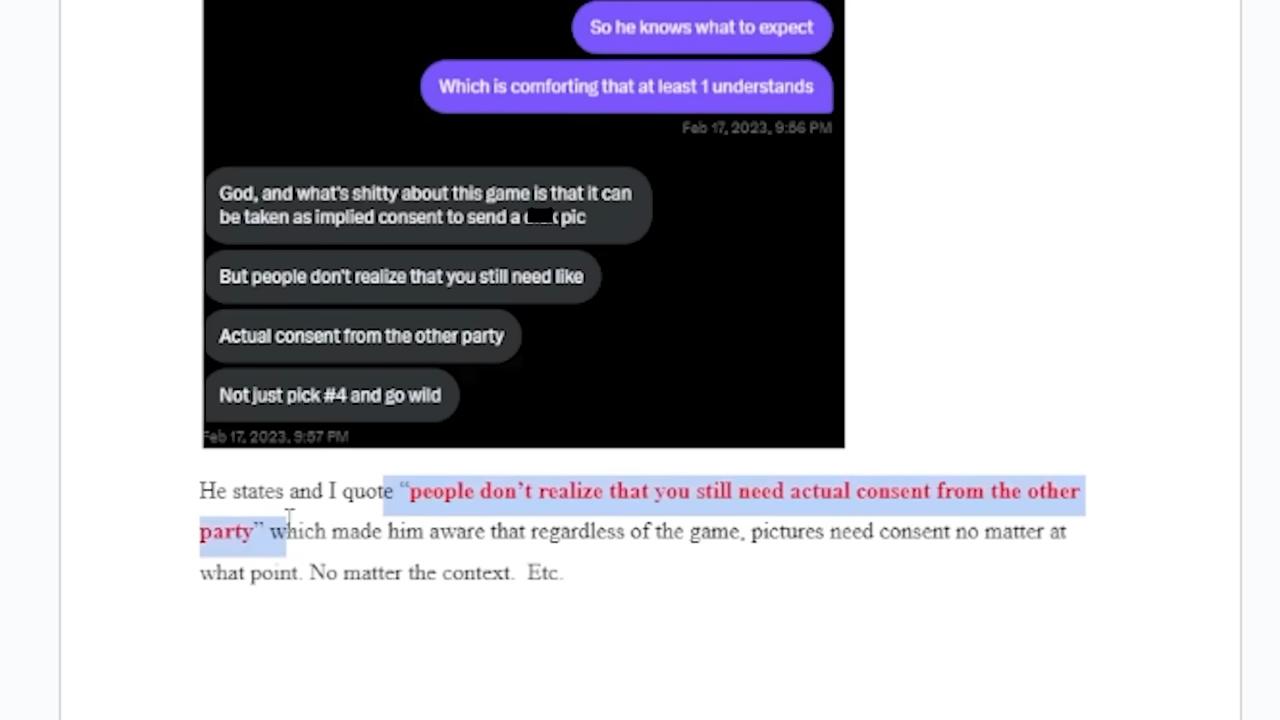 So he knows what to expect
Which is comforting that at least 1 understands
Feb 17, 2023, 9:56 PM
God, and what's shitty about this game is that it can
be taken as implied consent to send a pic
But people don't realize that you still need like
Actual consent from the other party
Not just pick #4 and go wild
Feb 17, 2023, 9:57 PM
He states and I quote “people don’t realize that you still need actual consent from the other
party” which made him aware that regardless of the game, pictures need consent no matter at
what point. No matter the context. Etc.